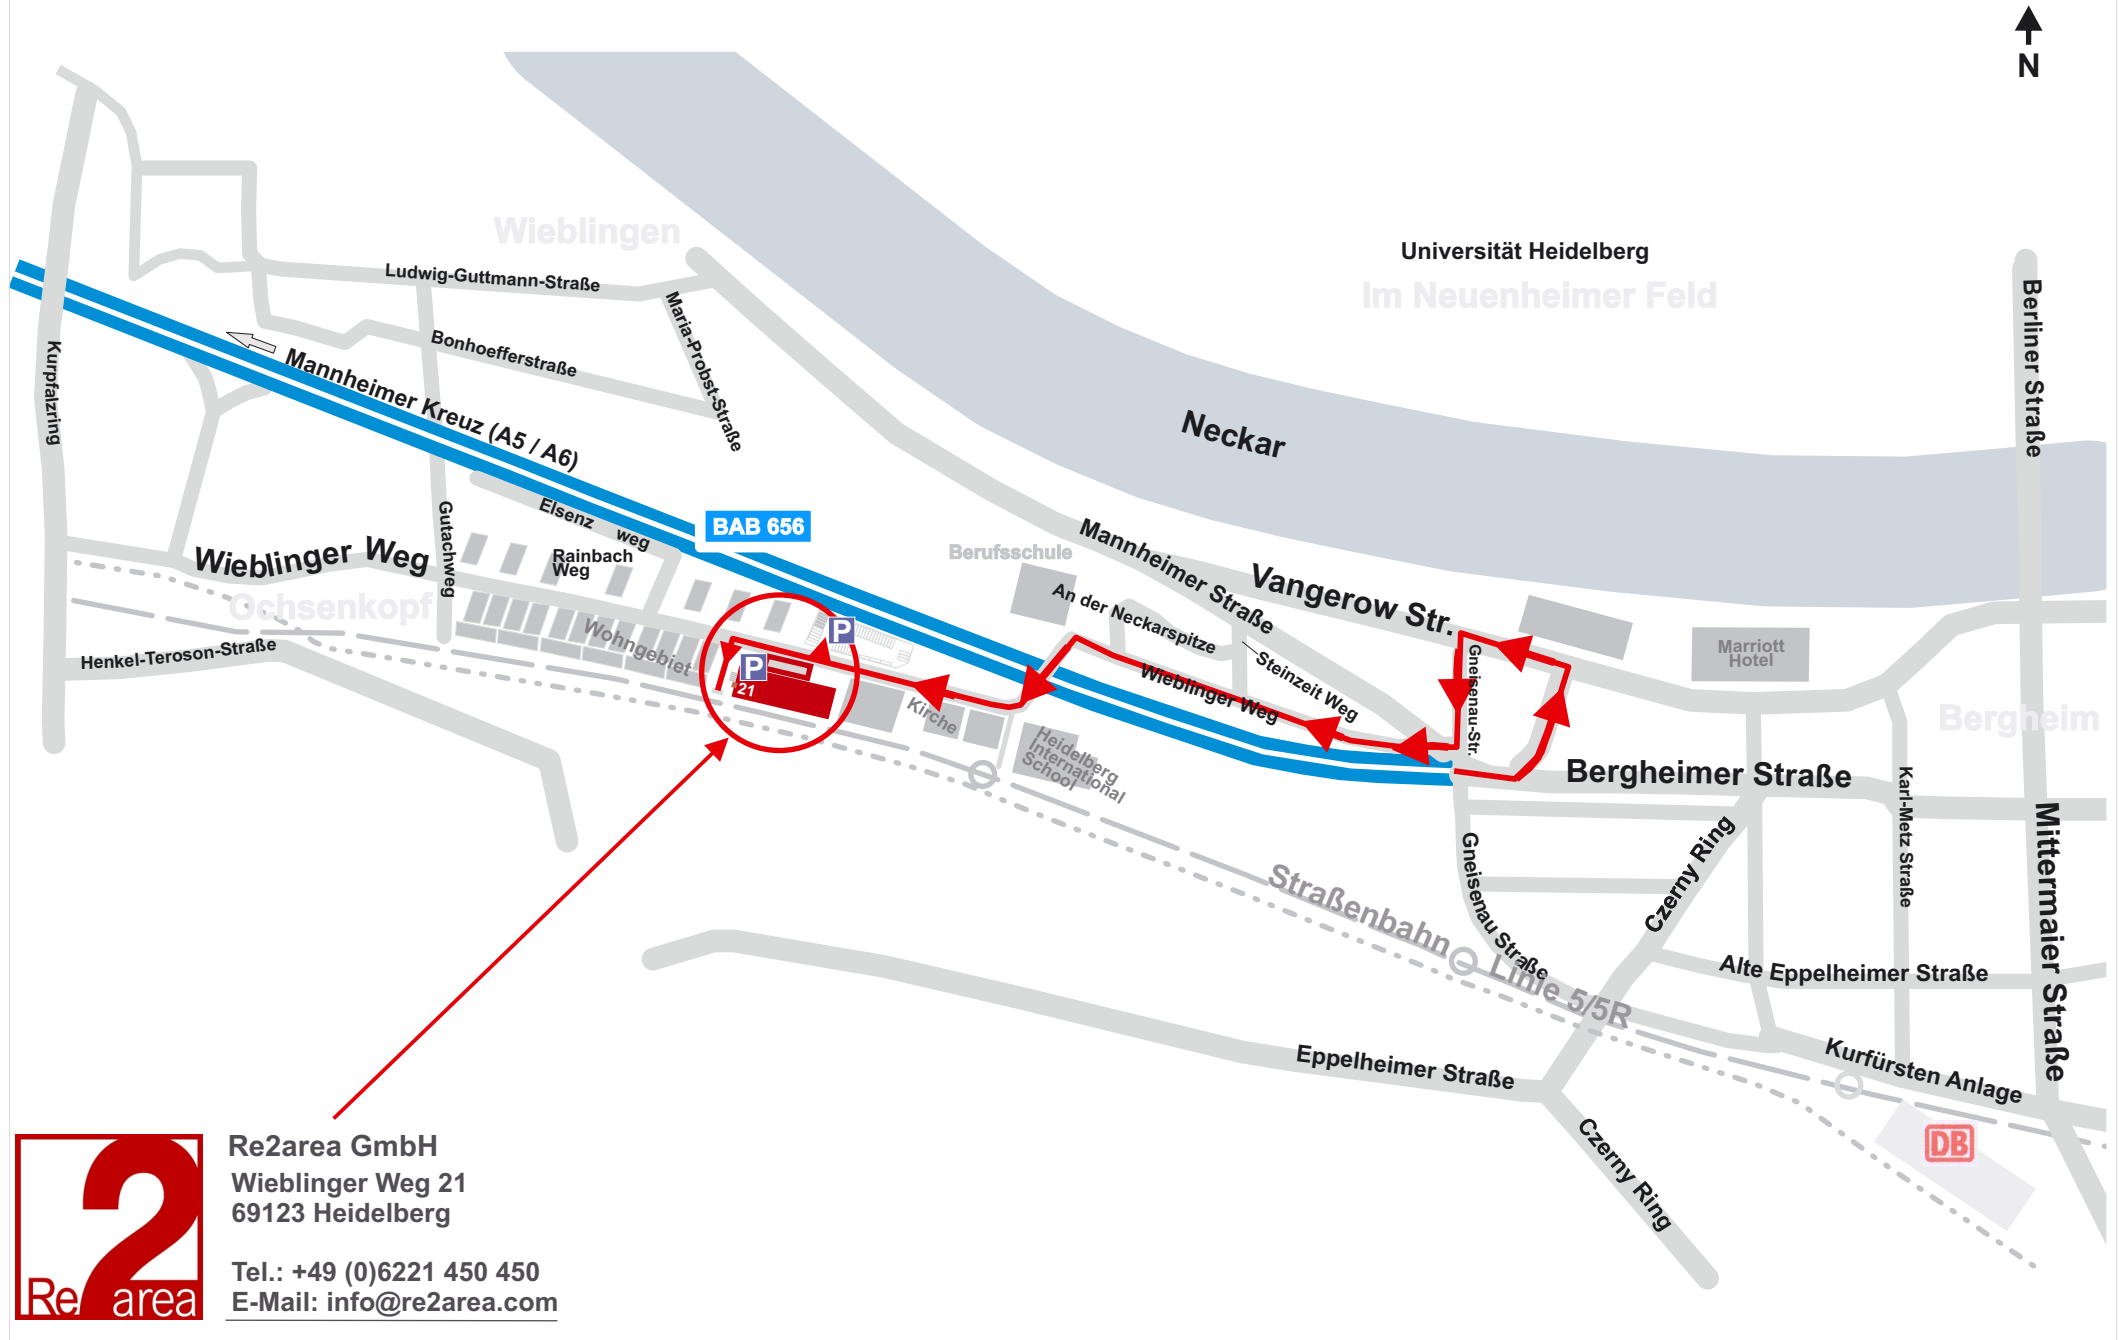 N
Wieblingen
Universität Heidelberg
Im Neuenheimer Feld
Ludwig-Guttmann-Straße
Maria-Probst-Straße
Bonhoefferstraße
Berliner Straße
Kurpfalzring
Mannheimer Kreuz (A5 / A6)
Neckar
BAB 656
Elsenz weg
Gutachweg
Rainbach
Weg
Wieblinger Weg
Ochsenkopf
Henkel-Teroson-Straße
Wohngebiet
Berufsschule
Mannheimer Straße
Vangerow Str.
An der Neckarspitze
Steinzeit Weg
Wieblinger Weg
Gneisenau-Str.
Marriott
Hotel
Bergheim
P
P
21
Kirche
Heidelberg
International
School
Bergheimer Straße
Karl-Metz Straße
Mittermaier Straße
Czerny Ring
Gneisenau Straße
Straßenbahn Linie 5/5R
Alte Eppelheimer Straße
Eppelheimer Straße
Kurfürsten Anlage
Czerny Ring
DB
Re2area
Re2area GmbH
Wieblinger Weg 21
69123 Heidelberg
Tel.: +49 (0)6221 450 450
E-Mail: info@re2area.com